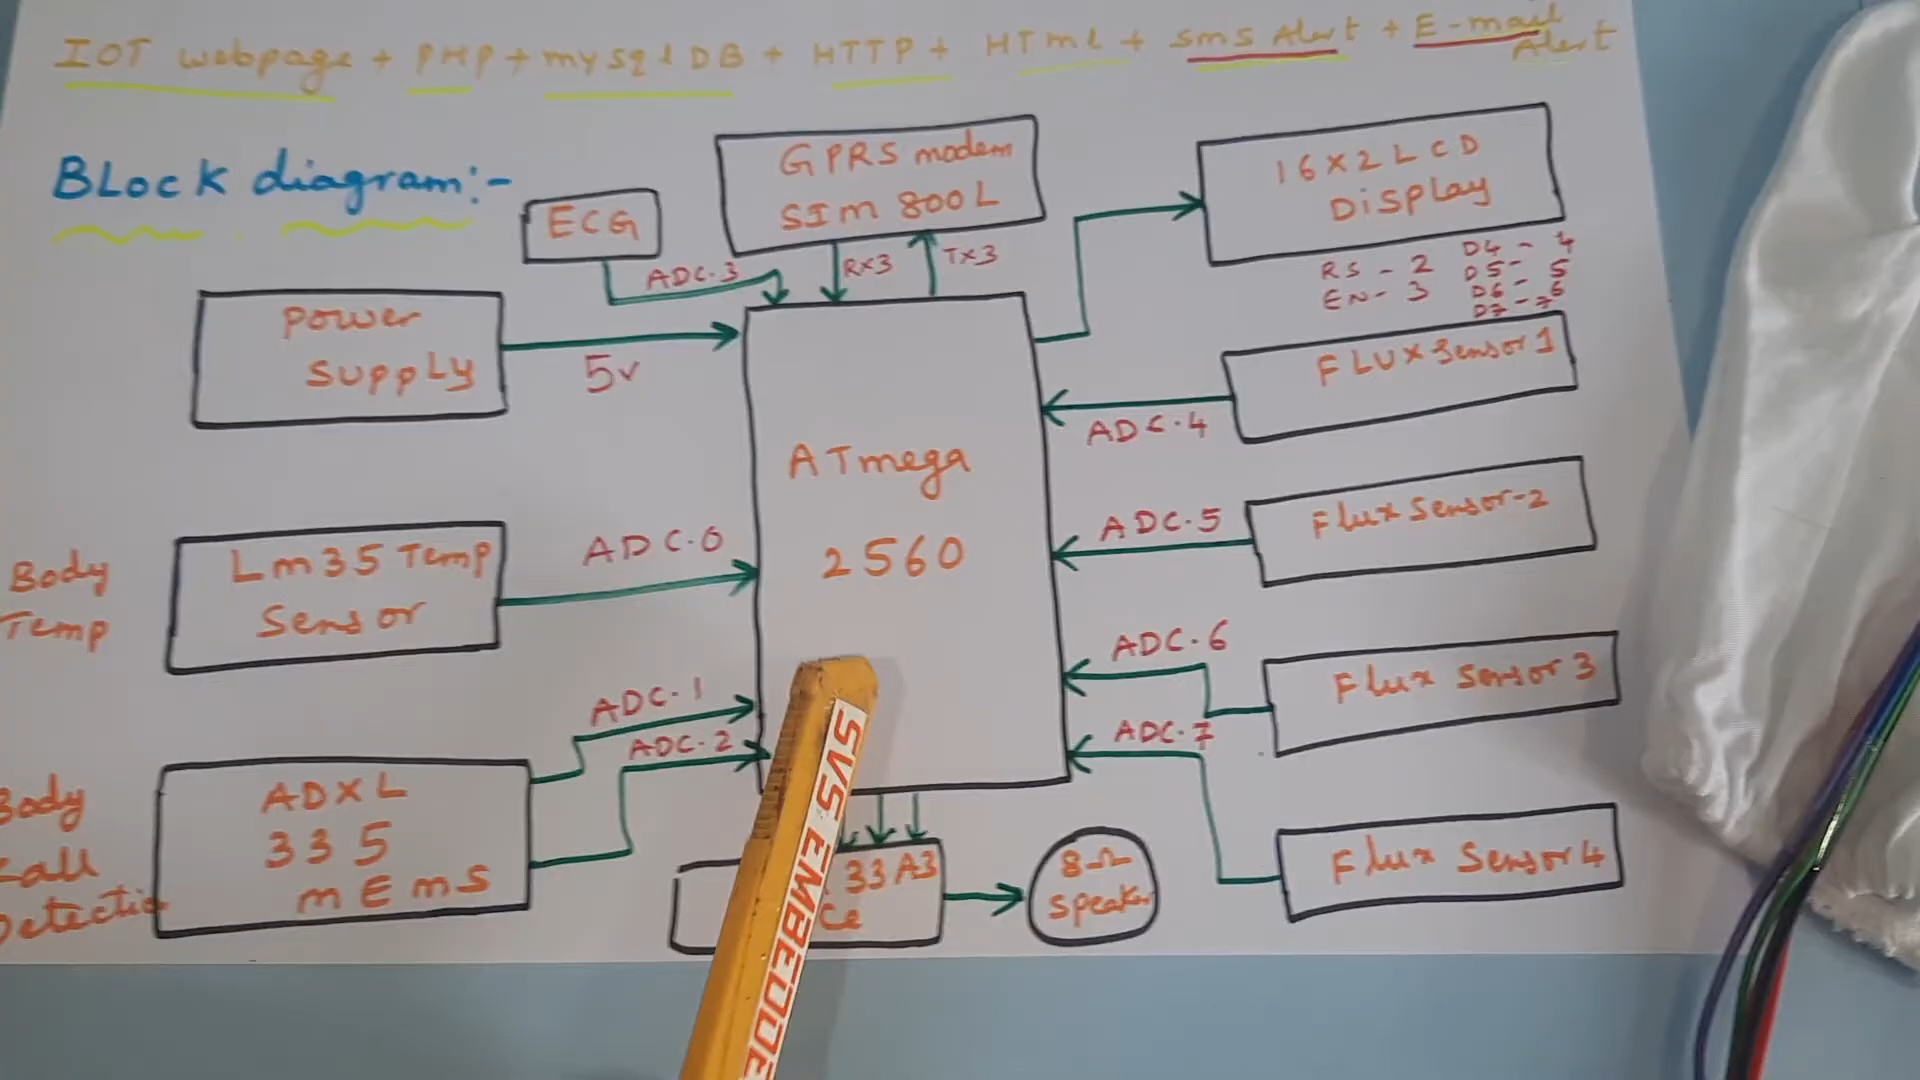 IOT webpage + PHP + mysql DB + HTTP + HTmL + SmS Alert + E-mail Alert
BLock diagram:-
ECG
GPRS modem
SIm 800L
16X2 LCD
Display
ADC-3
RX3
TX3
RS - 2
EN - 3
D4 - 4
D5 - 5
D6 - 6
D7 - 7
Power
Supply
5v
FLUX Sensor 1
ADC-4
ATmega
2560
Flux Sensor-2
ADC-5
Body
Temp
Lm35 Temp
Sensor
ADC-0
Flux Sensor 3
ADC-6
ADC-1
ADC-2
ADC-7
Body
Detection
ADXL
335
mEms
33 A3
8Ω
Speaker
Flux Sensor 4
SVS EMBEDDE